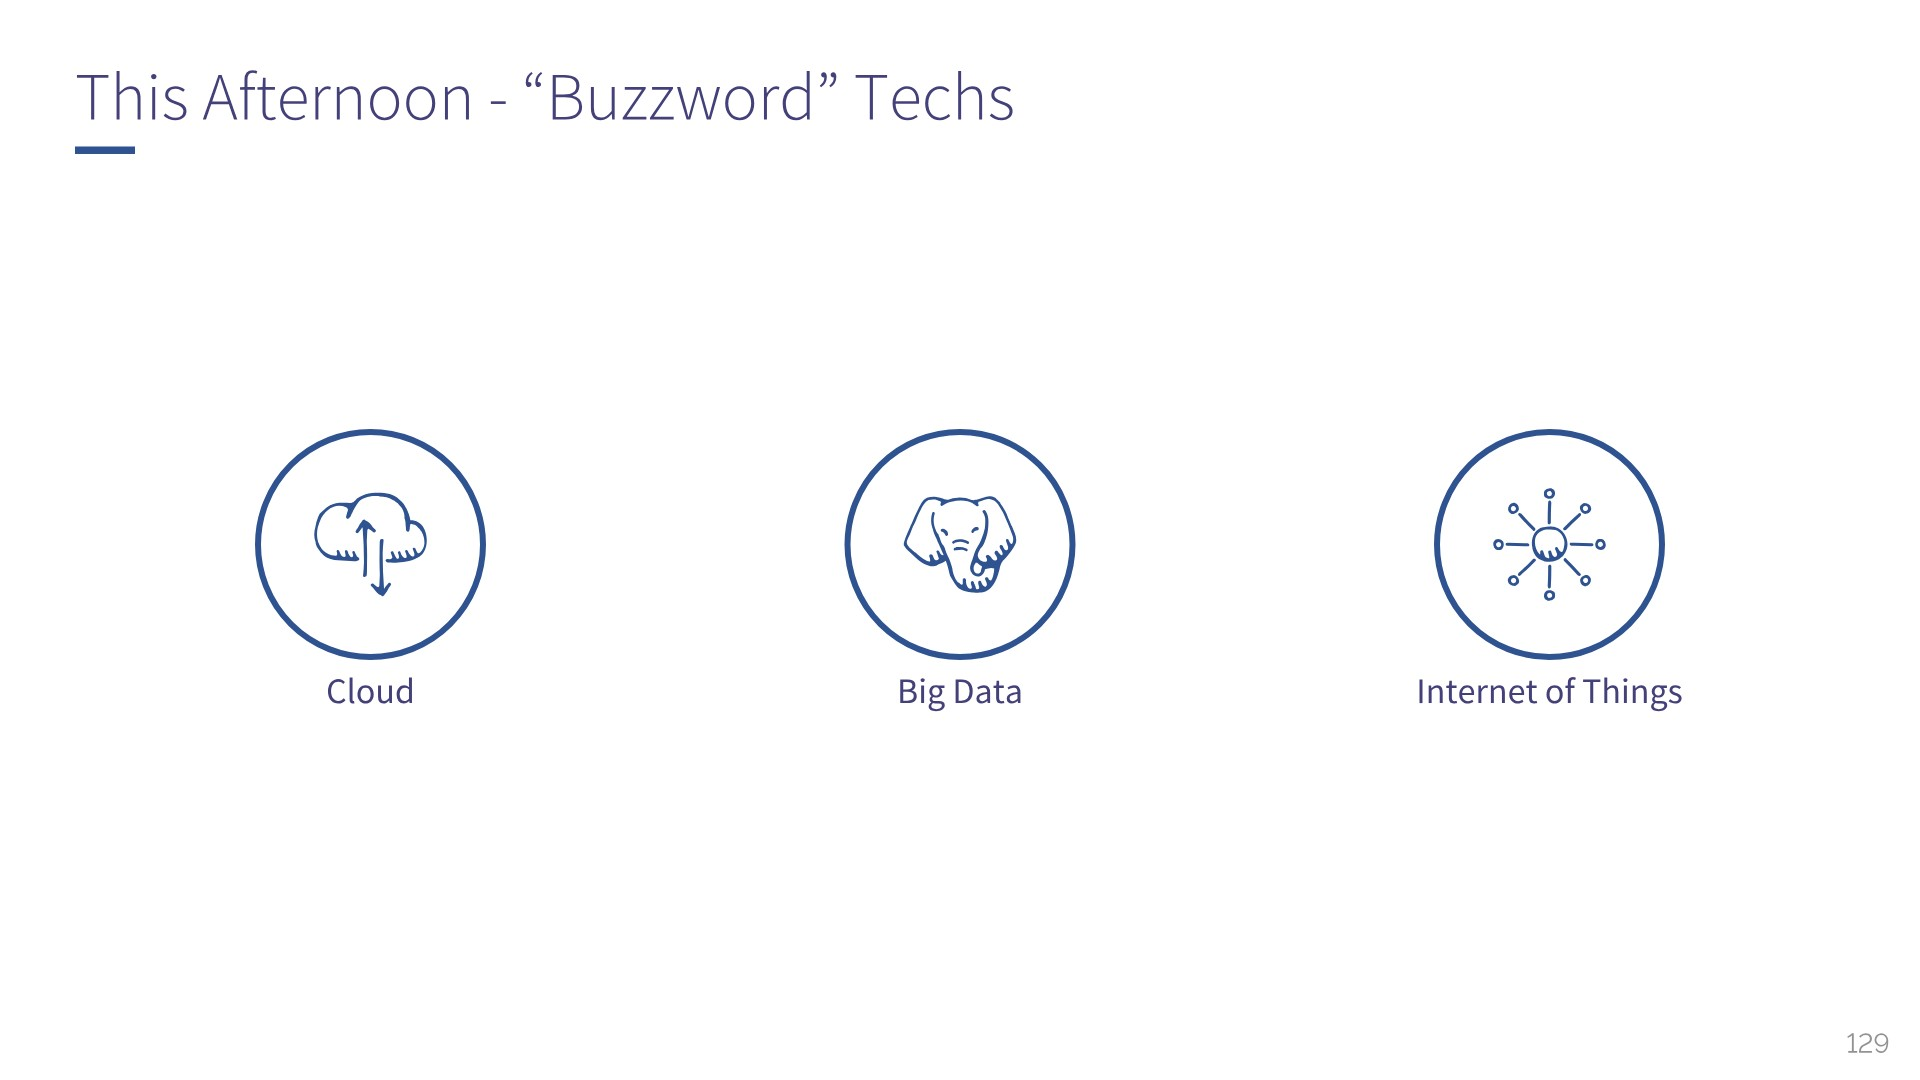 This Afternoon - “Buzzword” Techs
Cloud
Big Data
Internet of Things
129